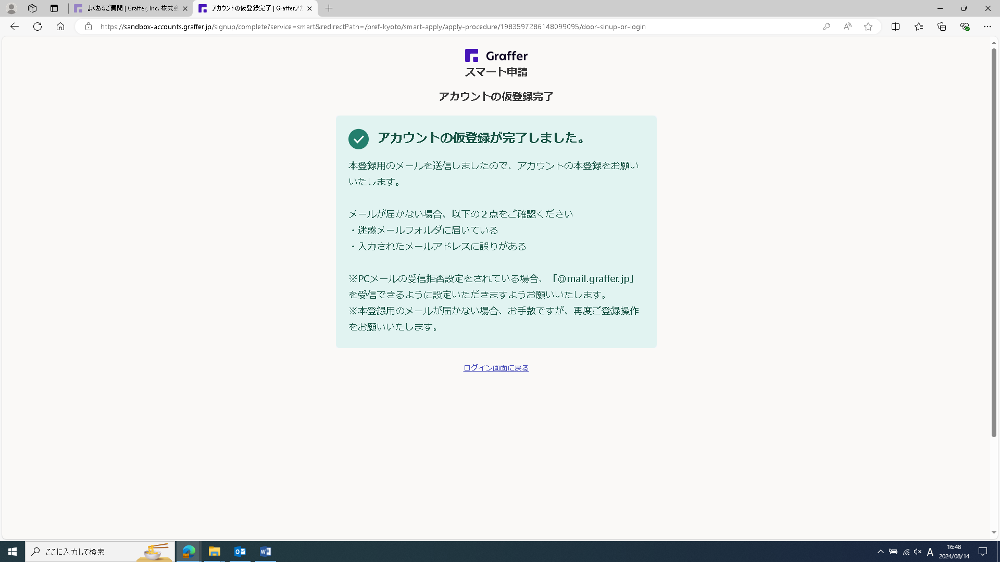 よくあるご質問 | Graffer, Inc. 株式会
アカウントの仮登録完了 | Grafferア
https://sandbox-accounts.graffer.jp/signup/complete?service=smart&redirectPath=/pref-kyoto/smart-apply/apply-procedure/1983597286148099095/door-sinup-or-login
Graffer
スマート申請
アカウントの仮登録完了
アカウントの仮登録が完了しました。
本登録用のメールを送信しましたので、アカウントの本登録をお願い
いたします。
メールが届かない場合、以下の２点をご確認ください
・迷惑メールフォルダに届いている
・入力されたメールアドレスに誤りがある
※PCメールの受信拒否設定をされている場合、「@mail.graffer.jp」
を受信できるように設定いただきますようお願いいたします。
※本登録用のメールが届かない場合、お手数ですが、再度ご登録操作
をお願いいたします。
ログイン画面に戻る
ここに入力して検索
A
16:48
2024/08/14